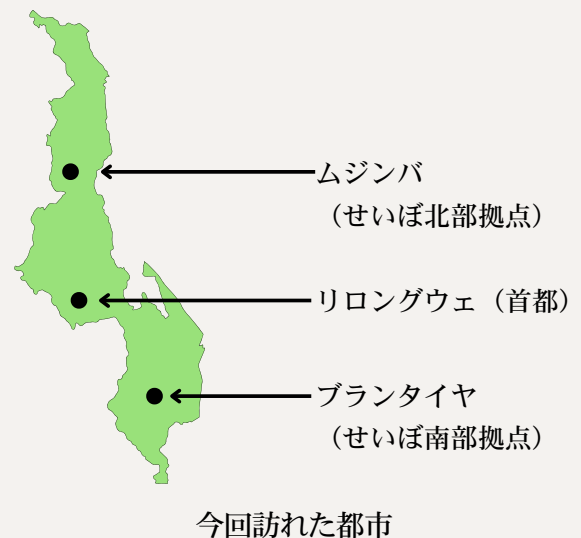 ムジンバ
（せいぼ北部拠点）
リロングウェ（首都）
ブランタイヤ
（せいぼ南部拠点）
今回訪れた都市